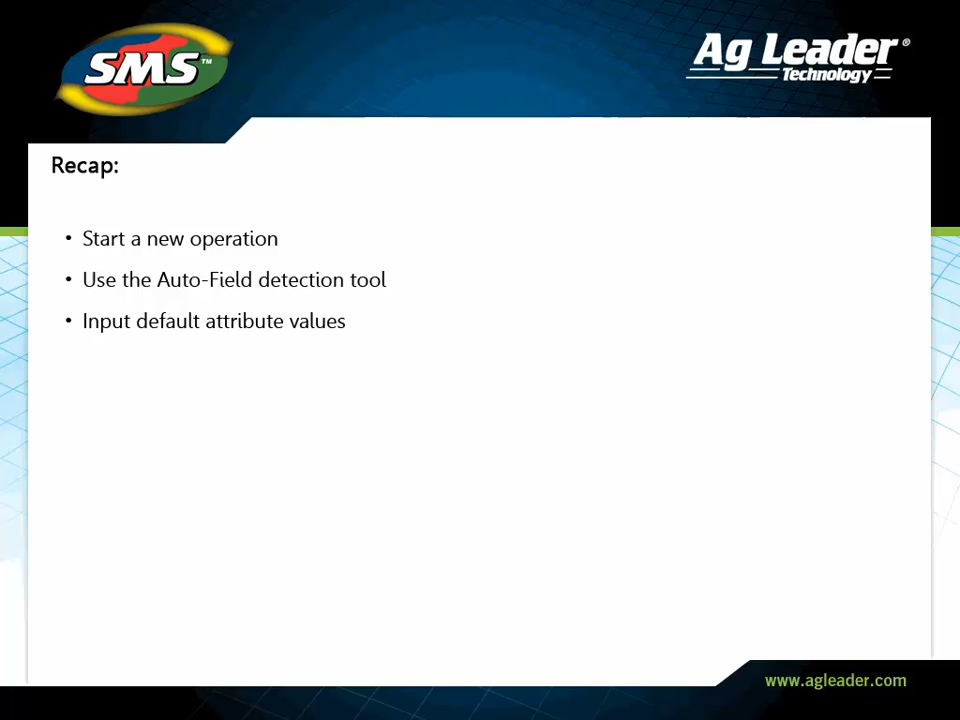 SMS™
Ag Leader®
Technology
Recap:
• Start a new operation
• Use the Auto-Field detection tool
• Input default attribute values
www.agleader.com